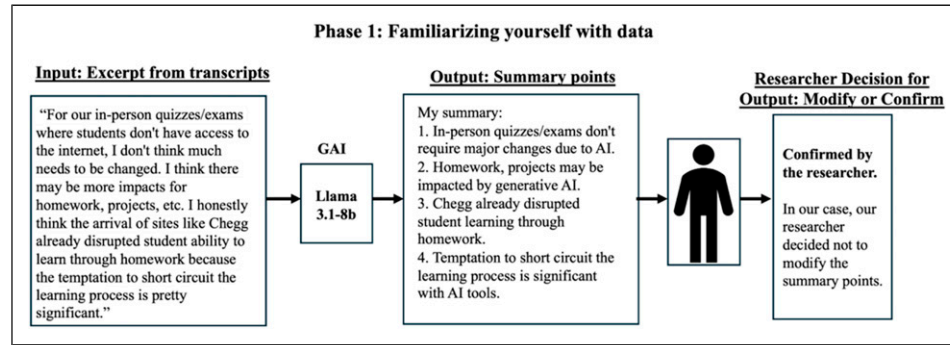 Phase 1: Familiarizing yourself with data
Input: Excerpt from transcripts
“For our in-person quizzes/exams
where students don't have access to
the internet, I don't think much
needs to be changed. I think there
may be more impacts for
homework, projects, etc. I honestly
think the arrival of sites like Chegg
already disrupted student ability to
learn through homework because
the temptation to short circuit the
learning process is pretty
significant.”
GAI
Llama
3.1-8b
Output: Summary points
My summary:
1. In-person quizzes/exams don't
require major changes due to AI.
2. Homework, projects may be
impacted by generative AI.
3. Chegg already disrupted
student learning through
homework.
4. Temptation to short circuit the
learning process is significant
with AI tools.
Researcher Decision for
Output: Modify or Confirm
Confirmed by
the researcher.
In our case, our
researcher
decided not to
modify the
summary points.